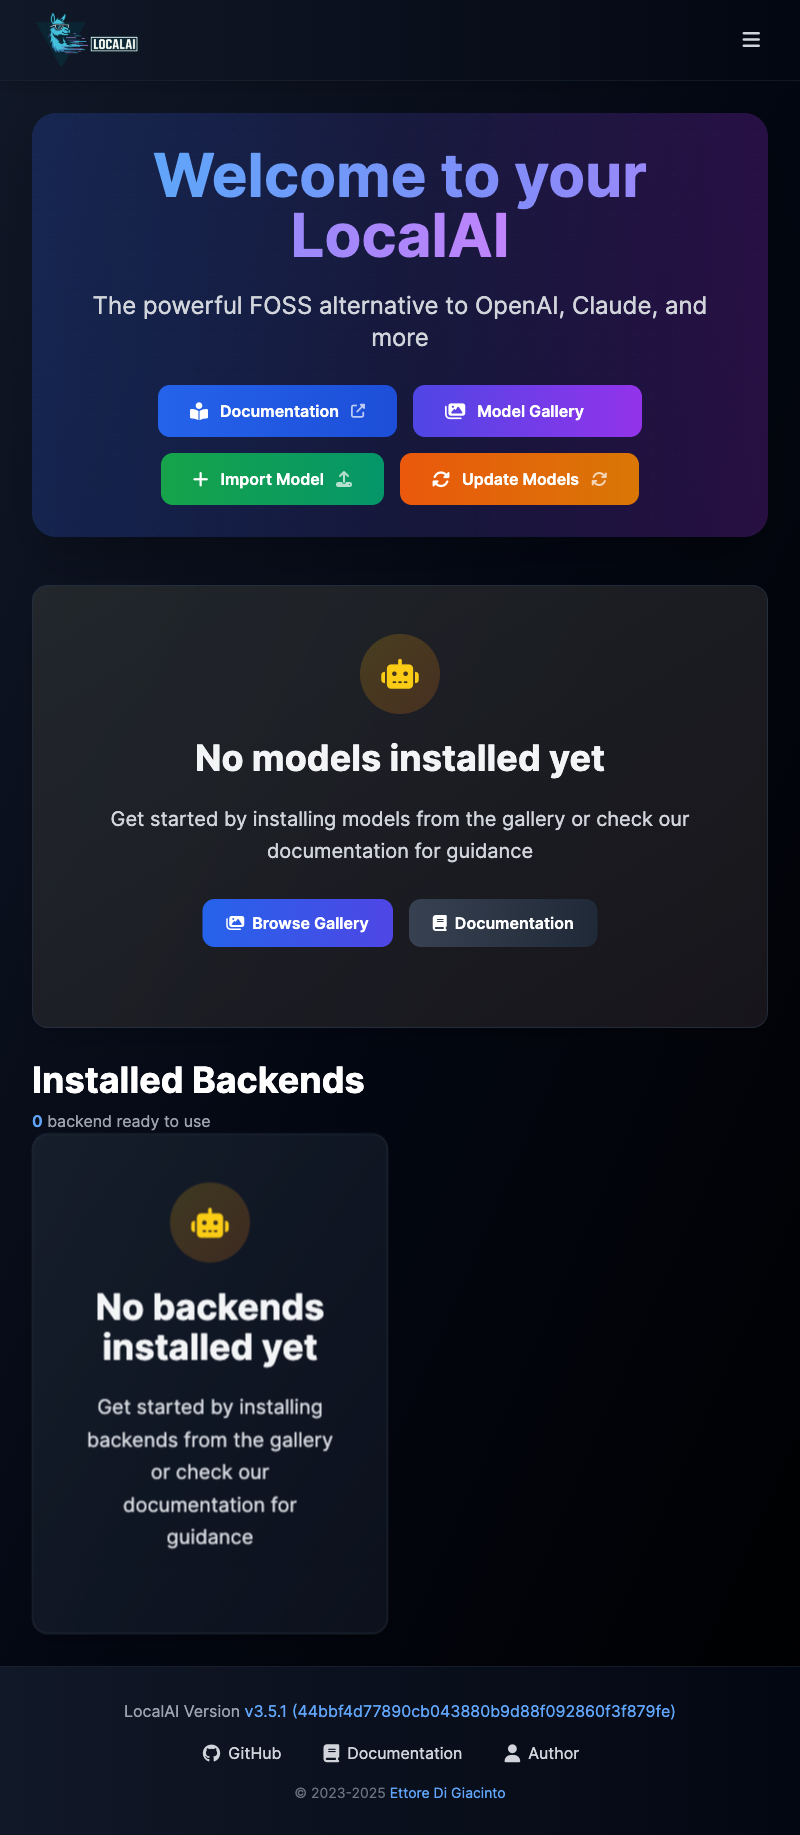 LOCALAI
Welcome to your
LocalAI
The powerful FOSS alternative to OpenAI, Claude, and
more
Documentation
Model Gallery
Import Model
Update Models
No models installed yet
Get started by installing models from the gallery or check our
documentation for guidance
Browse Gallery
Documentation
Installed Backends
0 backend ready to use
No backends
installed yet
Get started by installing
backends from the gallery
or check our
documentation for
guidance
LocalAI Version v3.5.1 (44bbf4d77890cb043880b9d88f092860f3f879fe)
GitHub
Documentation
Author
© 2023-2025 Ettore Di Giacinto